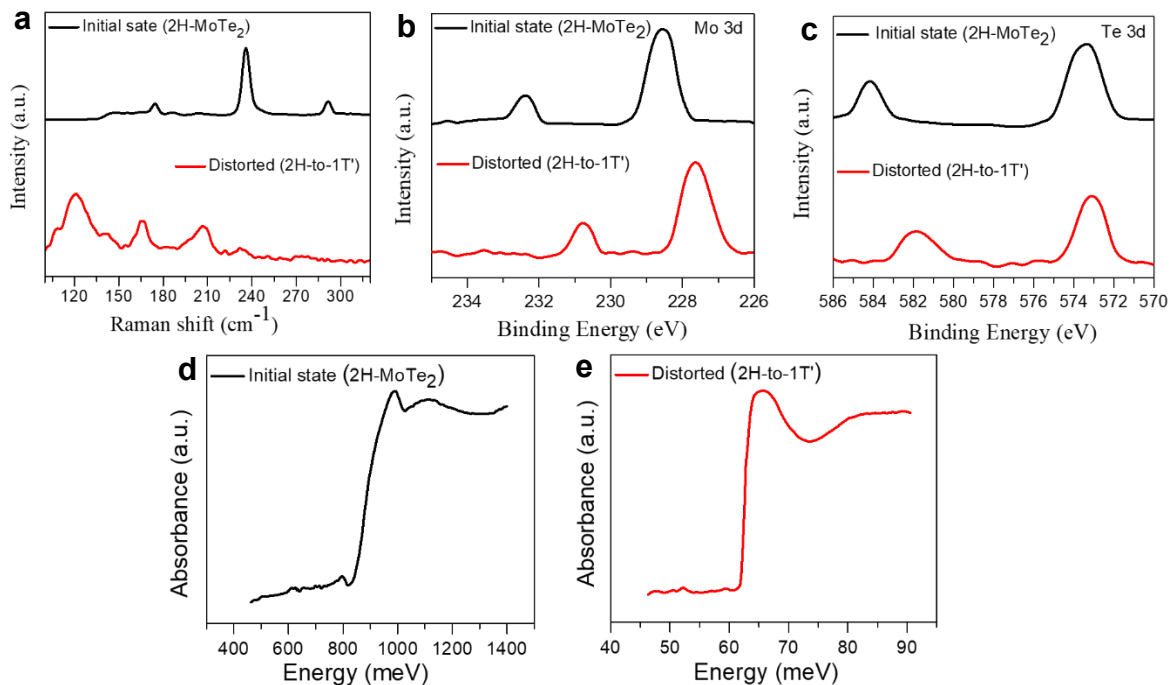 a
Initial sate (2H-MoTe2)
Distorted (2H-to-1T')
Intensity (a.u.)
120 150 180 210 240 270 300
Raman shift (cm-1)
b
Initial state (2H-MoTe2)
Mo 3d
Distorted (2H-to-1T')
Intensity (a.u.)
235 234 232 230 228 227 226
Binding Energy (eV)
c
Te 3d
Initial state (2H-MoTe2)
Distorted (2H-to-1T')
Intensity (a.u.)
586 584 582 580 578 576 574 572 570
Binding Energy (eV)
d
Initial state (2H-MoTe2)
Absorbance (a.u.)
400 600 800 1000 1200 1400
Energy (meV)
e
Distorted (2H-to-1T')
Absorbance (a.u.)
40 50 60 70 80 90
Energy (meV)